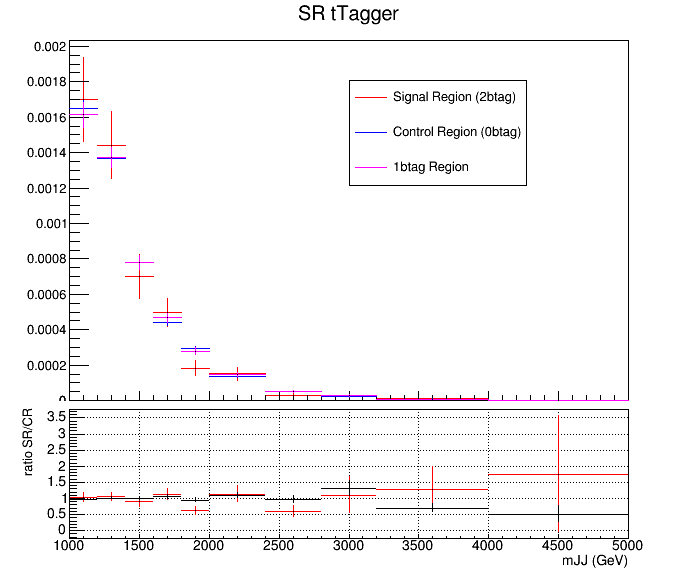 SR tTagger
0.002
0.0018
0.0016
0.0014
0.0012
0.001
0.0008
0.0006
0.0004
0.0002
0
Signal Region (2btag)
Control Region (0btag)
1btag Region
ratio SR/CR
3.5
3
2.5
2
1.5
1
0.5
0
1000 1500 2000 2500 3000 3500 4000 4500 5000
mJJ (GeV)